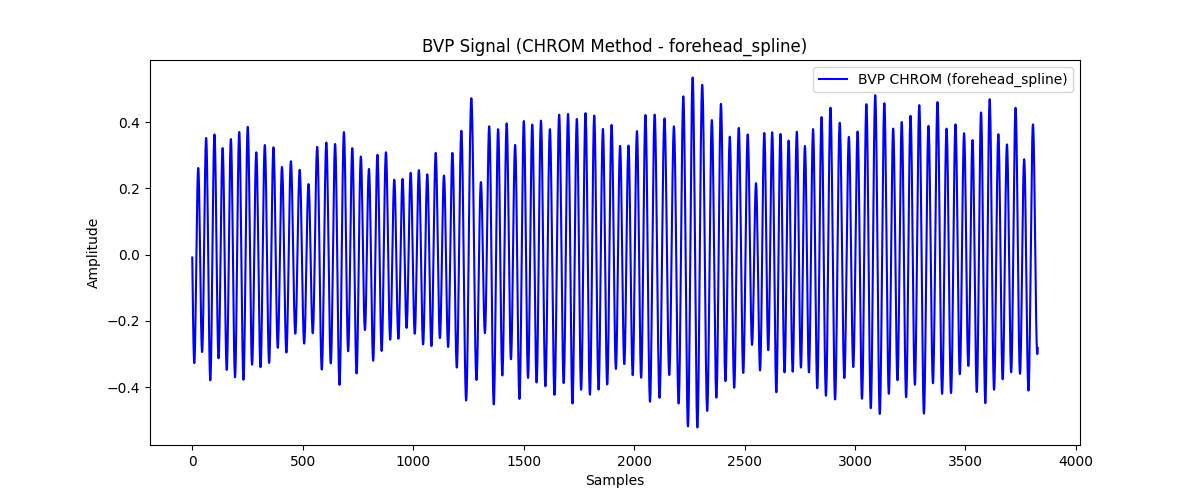 BVP Signal (CHROM Method - forehead_spline)
BVP CHROM (forehead_spline)
Amplitude
0.4
0.2
0.0
−0.2
−0.4
0 500 1000 1500 2000 2500 3000 3500 4000
Samples